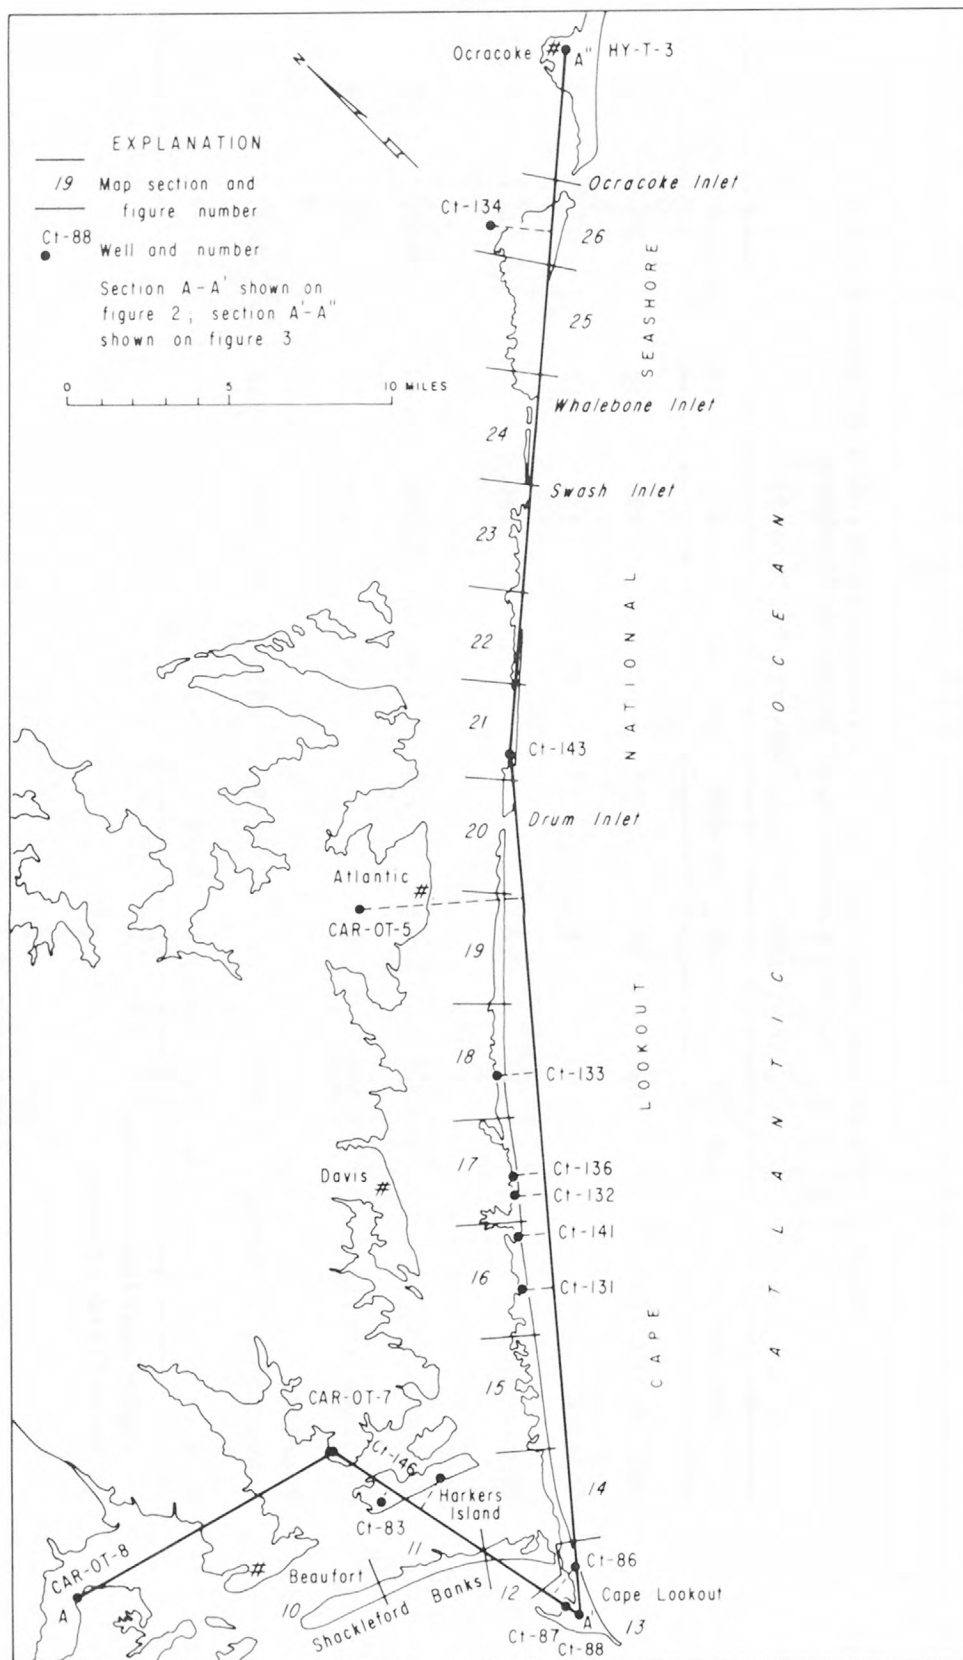 Ocracoke # A" HY-T-3
N
EXPLANATION
19 Map section and
figure number
Ct-88 Well and number
Section A-A' shown on
figure 2; section A'-A"
shown on figure 3
0 5 10 MILES
Ocracoke Inlet
Ct-134
26
25
SEASHORE
Whalebone Inlet
24
Swash Inlet
23
22
NATIONAL
21
Ct-143
20
Drum Inlet
Atlantic #
CAR-OT-5
19
LOOKOUT
18
Ct-133
17
Ct-136
Davis #
Ct-132
Ct-141
16
Ct-131
CAPE
ATLANTIC OCEAN
15
CAR-OT-7
Ct-146
14
Harkers
Island
Ct-83
11
CAR-OT-8
A
#
Beaufort
10
Shackleford Banks
12
Ct-86
Cape Lookout
A'
13
Ct-87
Ct-88